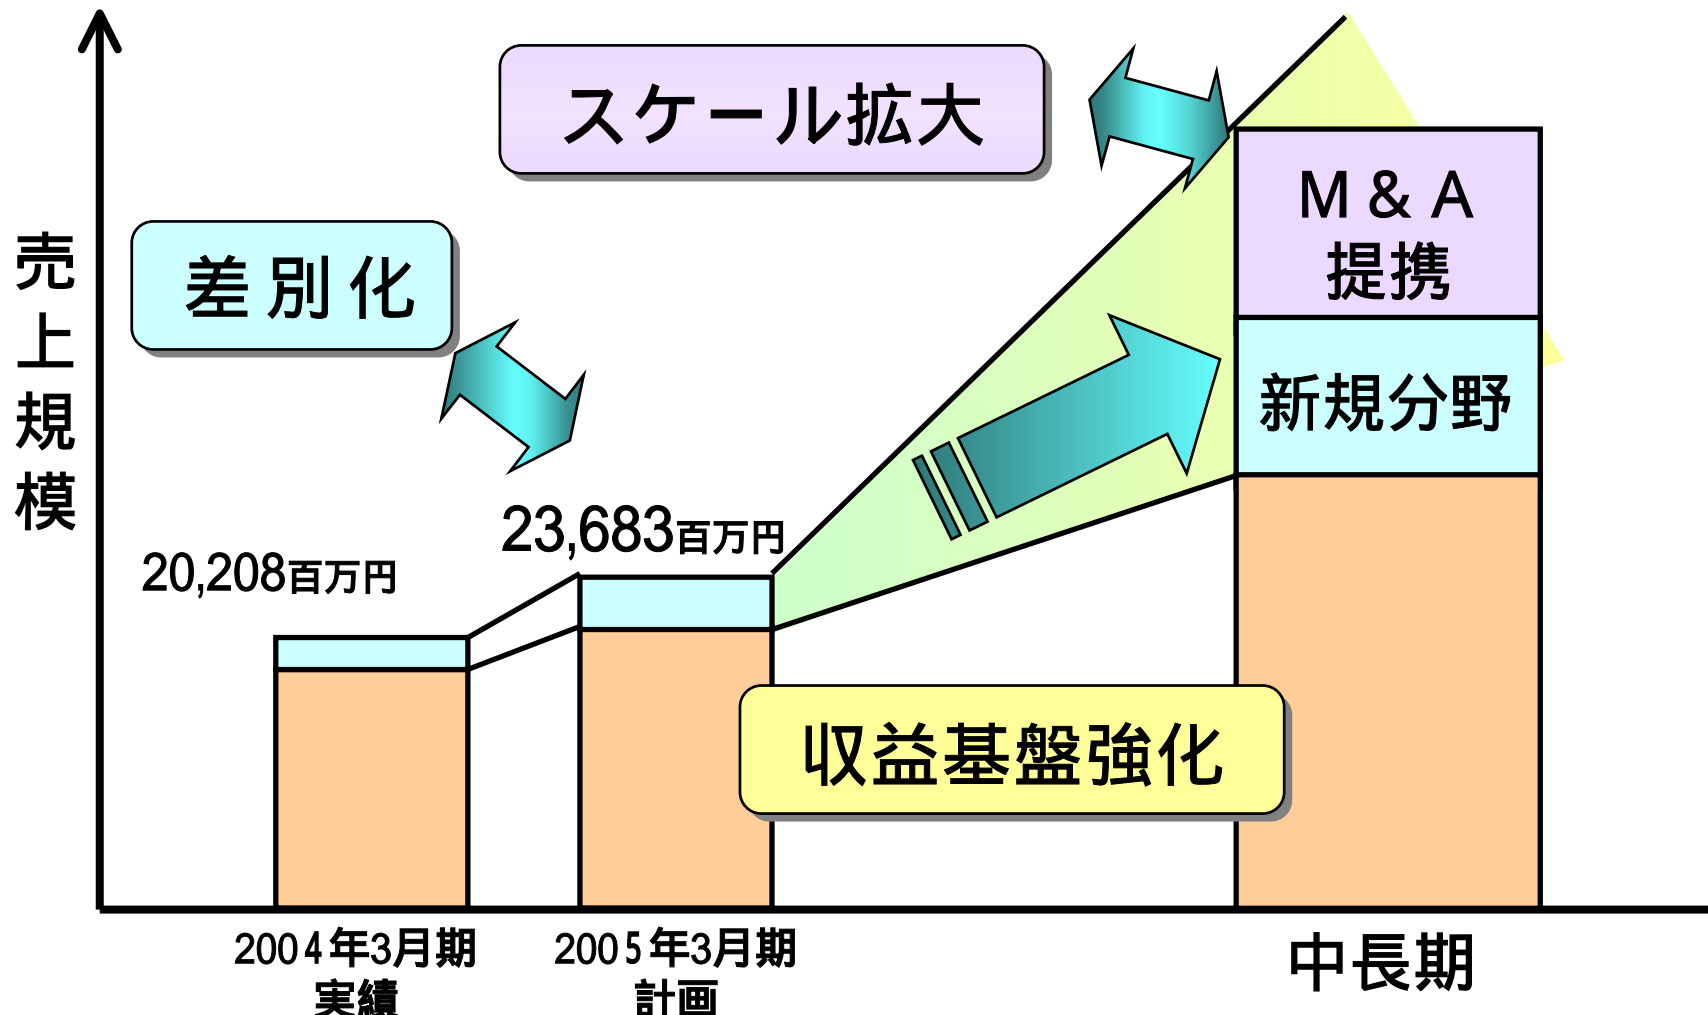 売上規模
スケール拡大
差別化
M&A
提携
新規分野
23,683百万円
20,208百万円
収益基盤強化
2004年3月期
実績
2005年3月期
計画
中長期